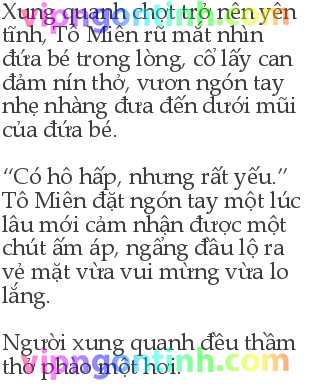 Xung quanh chợt trở nên yên
tĩnh, Tô Miên rũ mắt nhìn
đứa bé trong lòng, cổ lấy can
đảm nín thở, vươn ngón tay
nhẹ nhàng đưa đến dưới mũi
của đứa bé.
“Có hô hấp, nhưng rất yếu.”
Tô Miên đặt ngón tay một lúc
lâu mới cảm nhận được một
chút ấm áp, ngẩng đầu lộ ra
vẻ mặt vừa vui mừng vừa lo
lắng.
Người xung quanh đều thầm
thở phào một hơi.
vipngontinh.com
vipngontinh.com